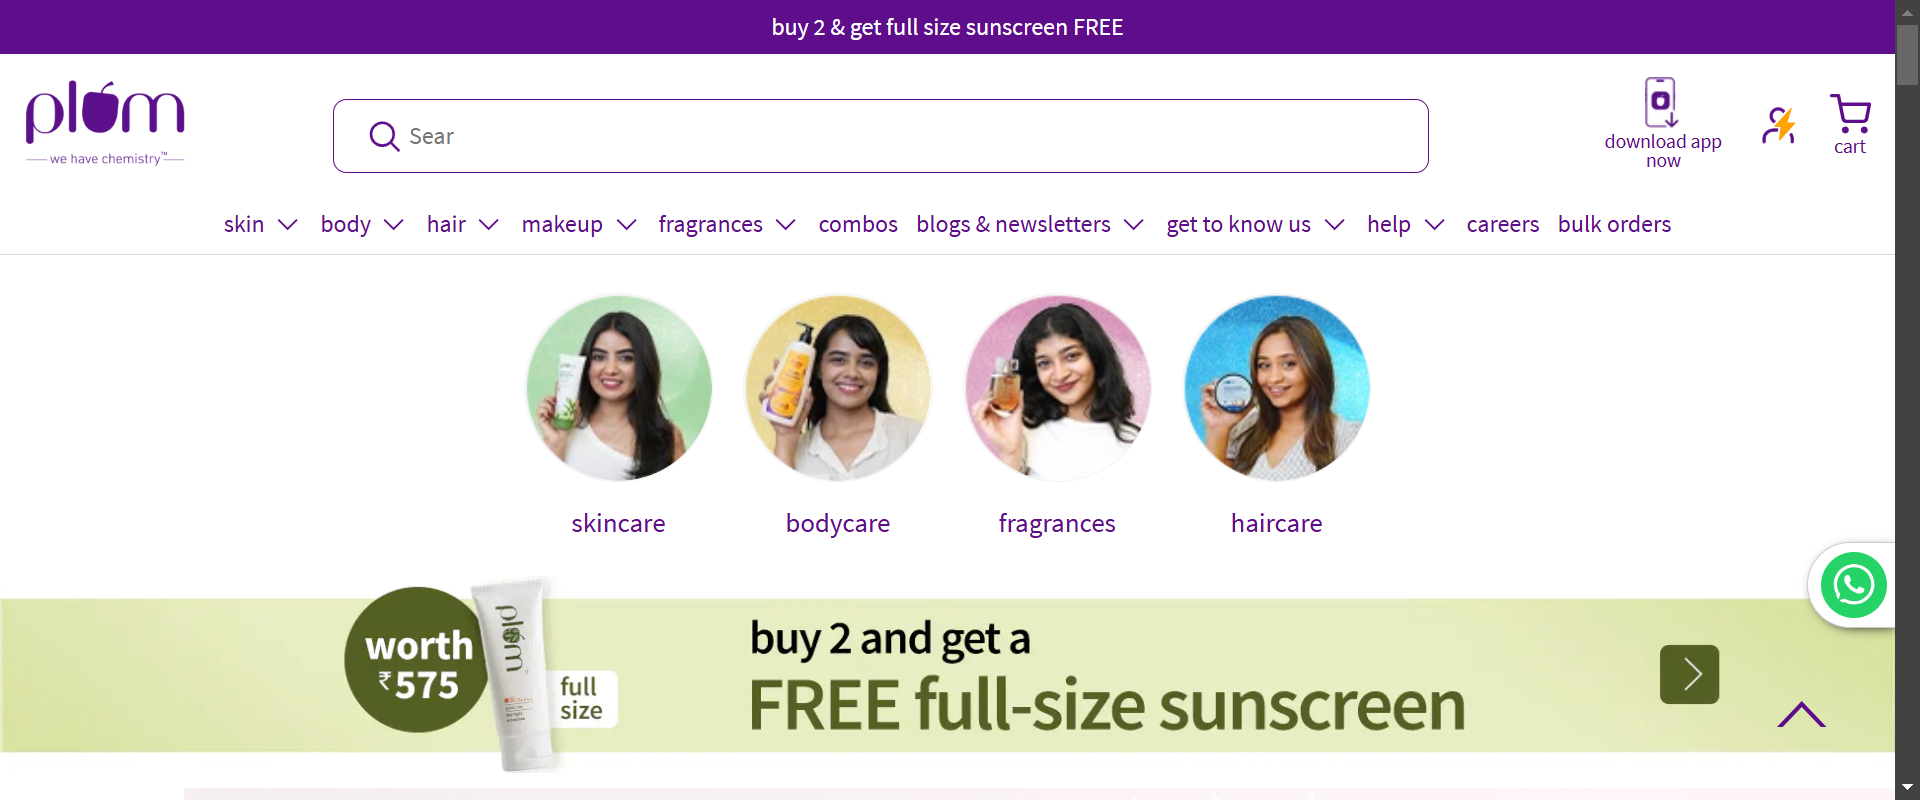 buy 2 & get full size sunscreen FREE
plum
we have chemistry™
Sear
download app
now
cart
skin
body
hair
makeup
fragrances
combos
blogs & newsletters
get to know us
help
careers
bulk orders
skincare
bodycare
fragrances
haircare
worth
₹575
plum
full
size
buy 2 and get a
FREE full-size sunscreen